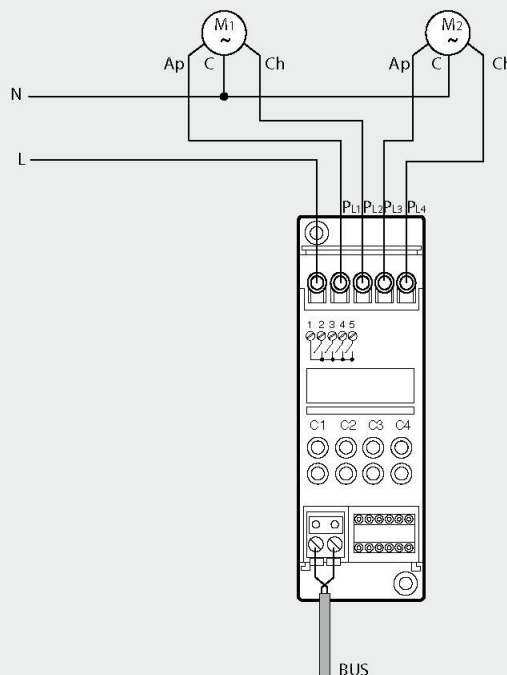 M1 M2
~ ~
Ap C Ch Ap C Ch
N
L
PL1 PL2 PL3 PL4
1 2 3 4 5
C1 C2 C3 C4
BUS